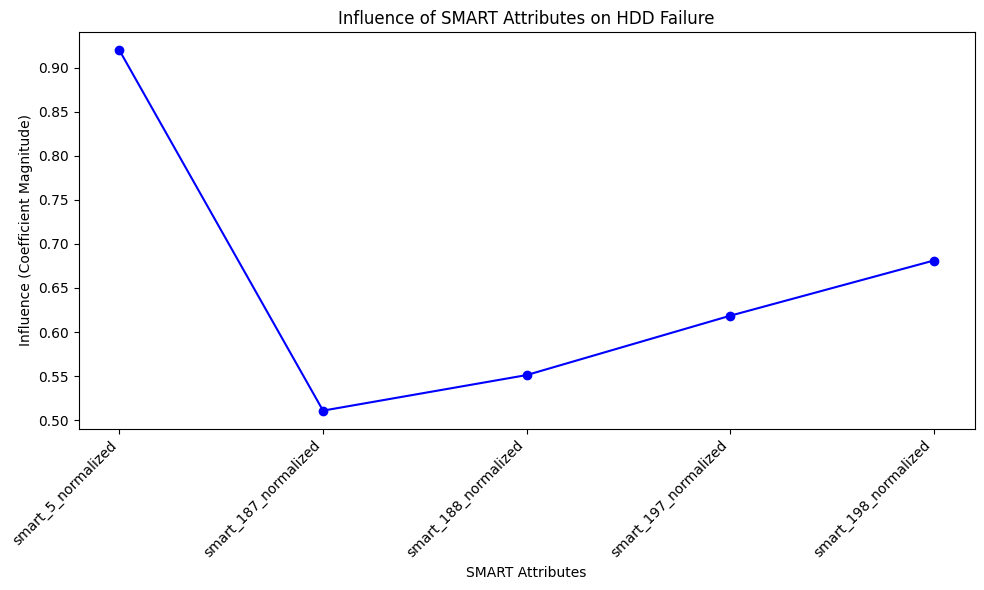 Influence of SMART Attributes on HDD Failure
Influence (Coefficient Magnitude)
0.90
0.85
0.80
0.75
0.70
0.65
0.60
0.55
0.50
smart_5_normalized
smart_187_normalized
smart_188_normalized
smart_197_normalized
smart_198_normalized
SMART Attributes